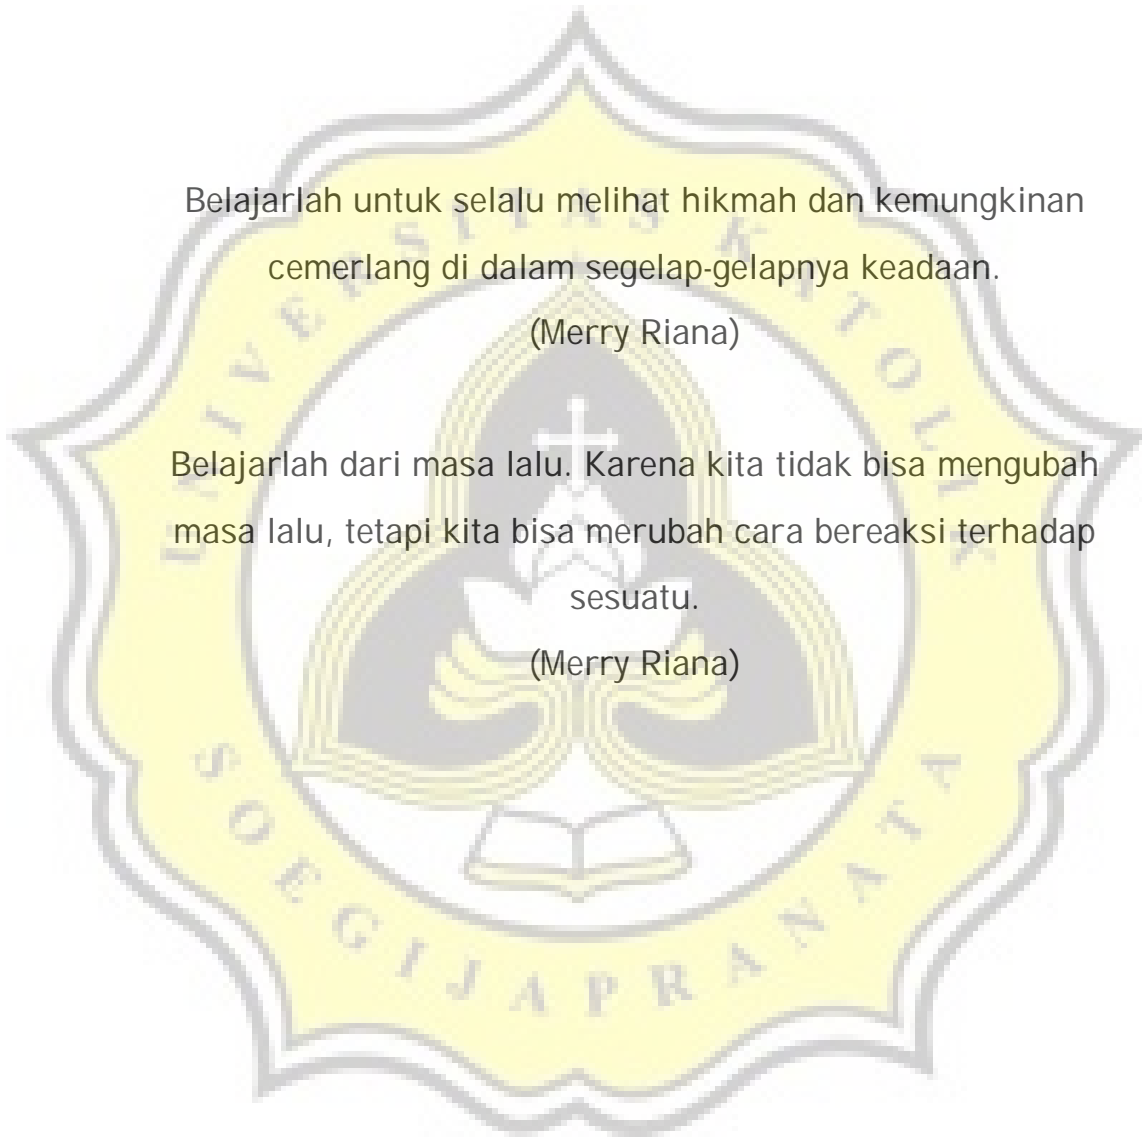 Belajarlah untuk selalu melihat hikmah dan kemungkinan
cemerlang di dalam segelap-gelapnya keadaan.
(Merry Riana)
Belajarlah dari masa lalu. Karena kita tidak bisa mengubah
masa lalu, tetapi kita bisa merubah cara bereaksi terhadap
sesuatu.
(Merry Riana)
UNIVERSITAS KATOLIK
SOEGIJAPRANATA